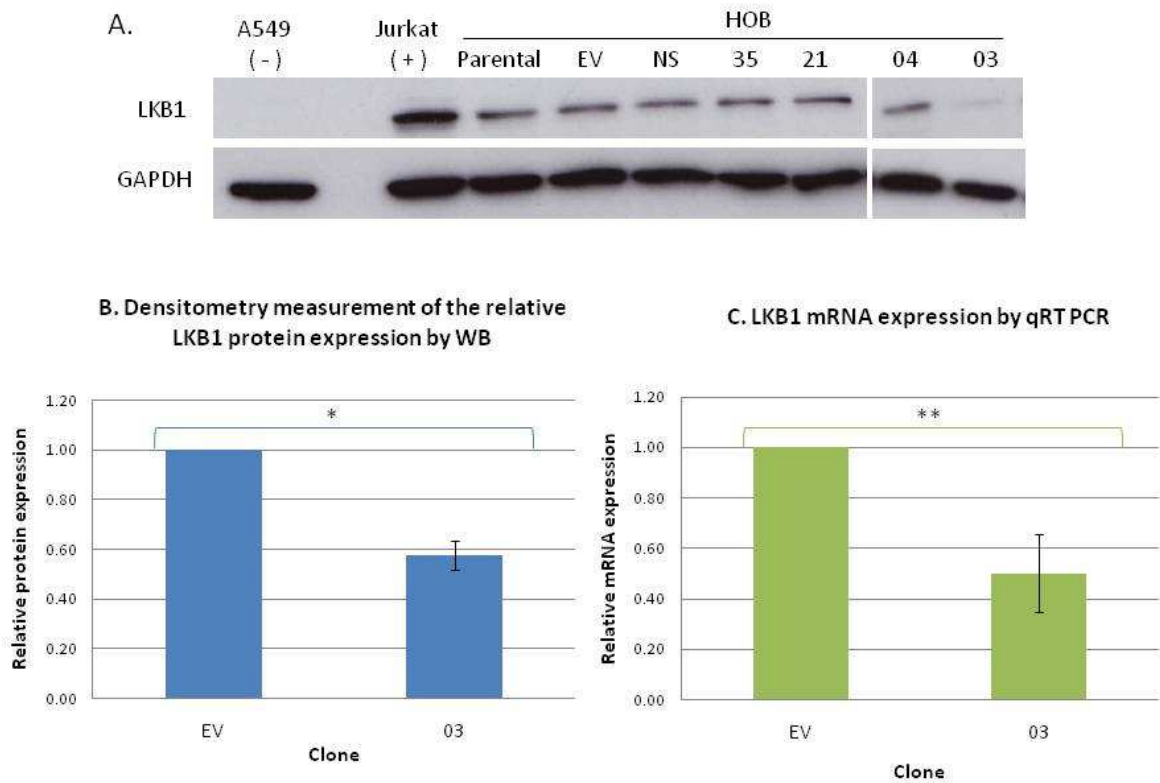 A.
A549
( - )
Jurkat
( + )
HOB
Parental EV NS 35 21 04 03
LKB1
GAPDH
B. Densitometry measurement of the relative
LKB1 protein expression by WB
*
1.20
1.00
0.80
0.60
0.40
0.20
0.00
Relative protein expression
EV 03
Clone
C. LKB1 mRNA expression by qRT PCR
**
1.20
1.00
0.80
0.60
0.40
0.20
0.00
Relative mRNA expression
EV 03
Clone